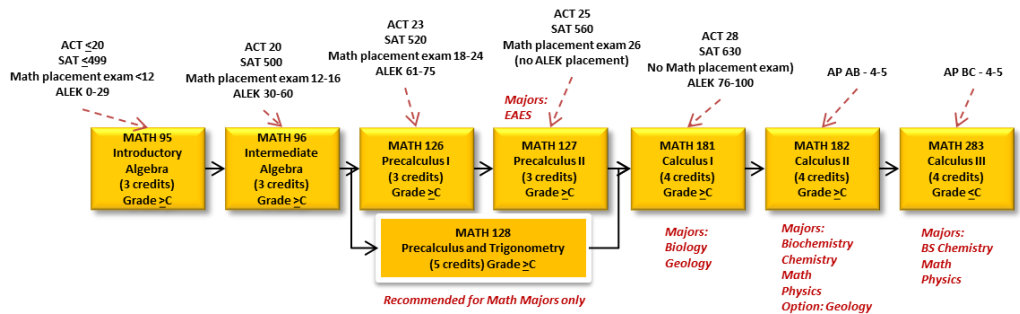 ACT ≤20
SAT ≤499
Math placement exam <12
ALEK 0-29
ACT 20
SAT 500
Math placement exam 12-16
ALEK 30-60
ACT 23
SAT 520
Math placement exam 18-24
ALEK 61-75
ACT 25
SAT 560
Math placement exam 26
(no ALEK placement)
ACT 28
SAT 630
No Math placement exam)
ALEK 76-100
AP AB - 4-5
AP BC - 4-5
Majors:
EAES
MATH 95
Introductory
Algebra
(3 credits)
Grade ≥C
MATH 96
Intermediate
Algebra
(3 credits)
Grade ≥C
MATH 126
Precalculus I
(3 credits)
Grade ≥C
MATH 127
Precalculus II
(3 credits)
Grade ≥C
MATH 181
Calculus I
(4 credits)
Grade ≥C
MATH 182
Calculus II
(4 credits)
Grade ≥C
MATH 283
Calculus III
(4 credits)
Grade ≤C
MATH 128
Precalculus and Trigonometry
(5 credits) Grade ≥C
Recommended for Math Majors only
Majors:
Biology
Geology
Majors:
Biochemistry
Chemistry
Math
Physics
Option: Geology
Majors:
BS Chemistry
Math
Physics